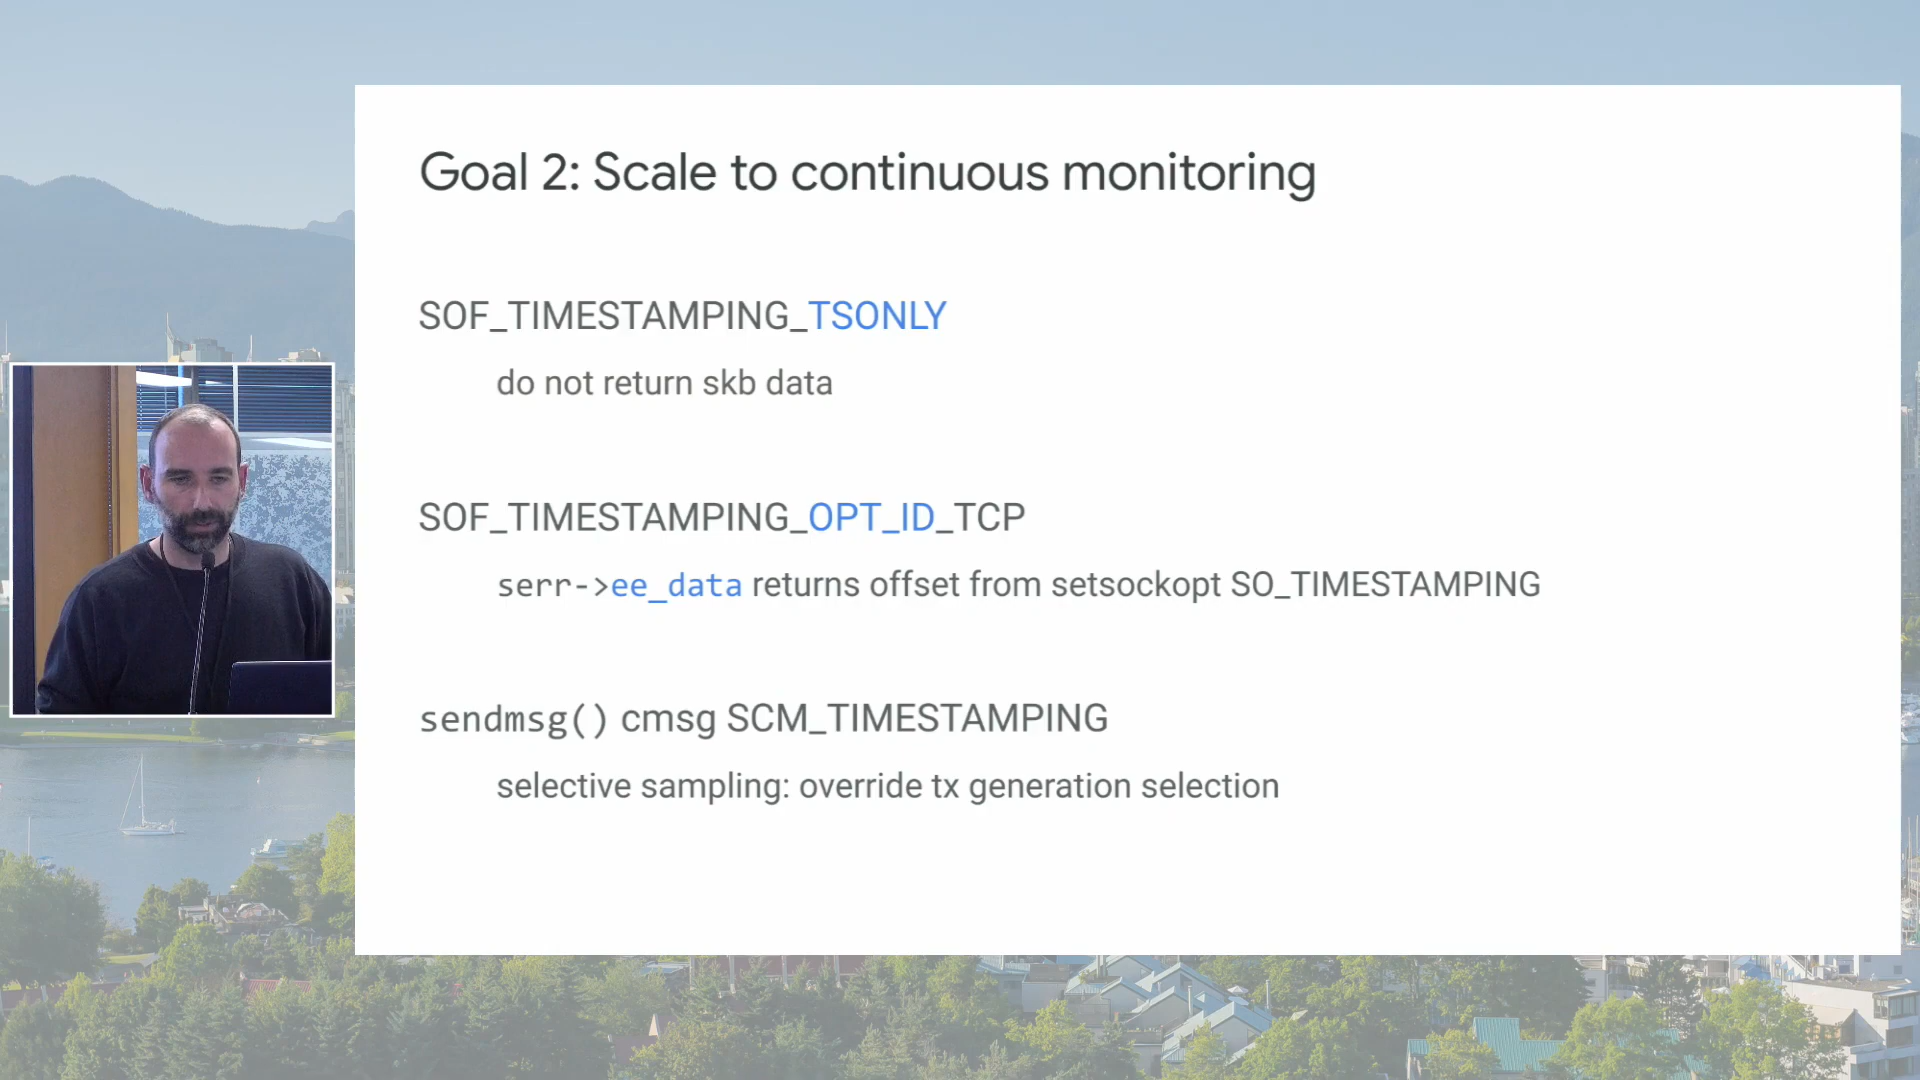 Goal 2: Scale to continuous monitoring
SOF_TIMESTAMPING_TSONLY
do not return skb data
SOF_TIMESTAMPING_OPT_ID_TCP
serr->ee_data returns offset from setsockopt SO_TIMESTAMPING
sendmsg() cmsg SCM_TIMESTAMPING
selective sampling: override tx generation selection